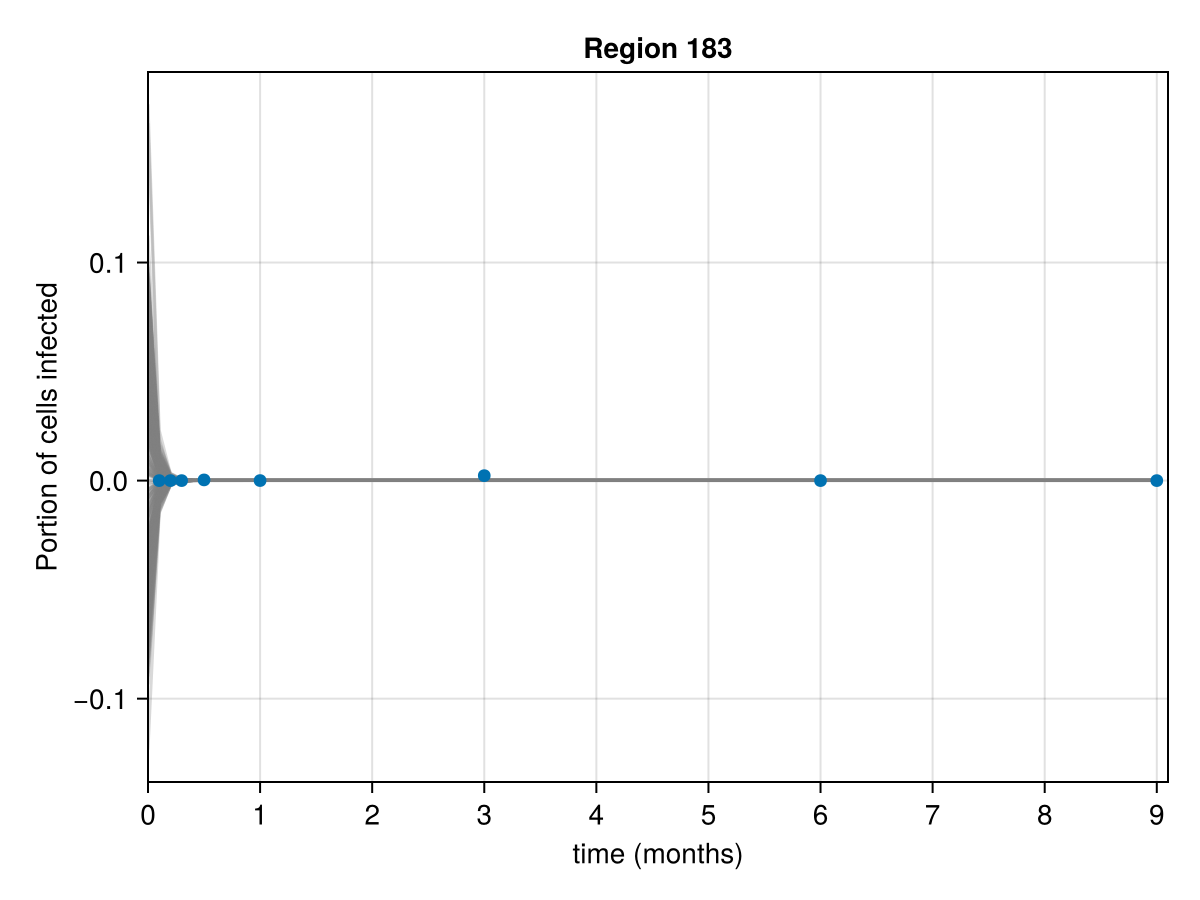 Region 183
Portion of cells infected
0.1
0.0
−0.1
0 1 2 3 4 5 6 7 8 9
time (months)